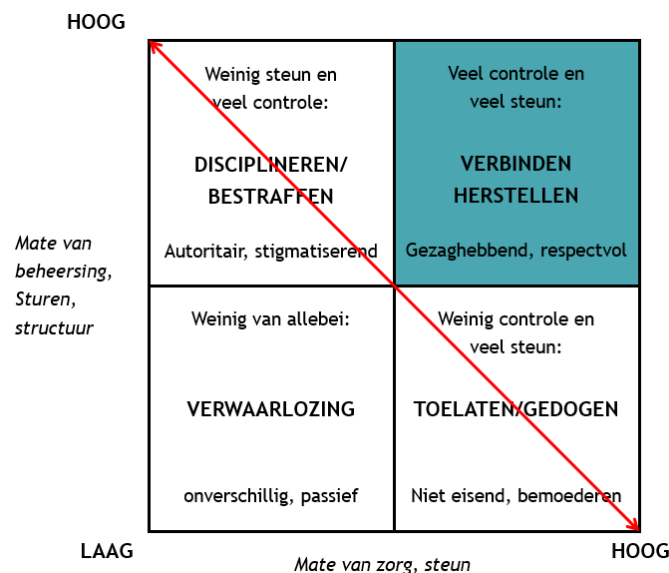 HOOG
Weinig steun en
veel controle:
DISCIPLINEREN/
BESTRAFFEN
Autoritair, stigmatiserend
Veel controle en
veel steun:
VERBINDEN
HERSTELLEN
Gezaghebbend, respectvol
Mate van
beheersing,
Sturen,
structuur
Weinig van allebei:
VERWAARLOZING
onverschillig, passief
Weinig controle en
veel steun:
TOELATEN/GEDOGEN
Niet eisend, bemoederen
LAAG
Mate van zorg, steun
HOOG